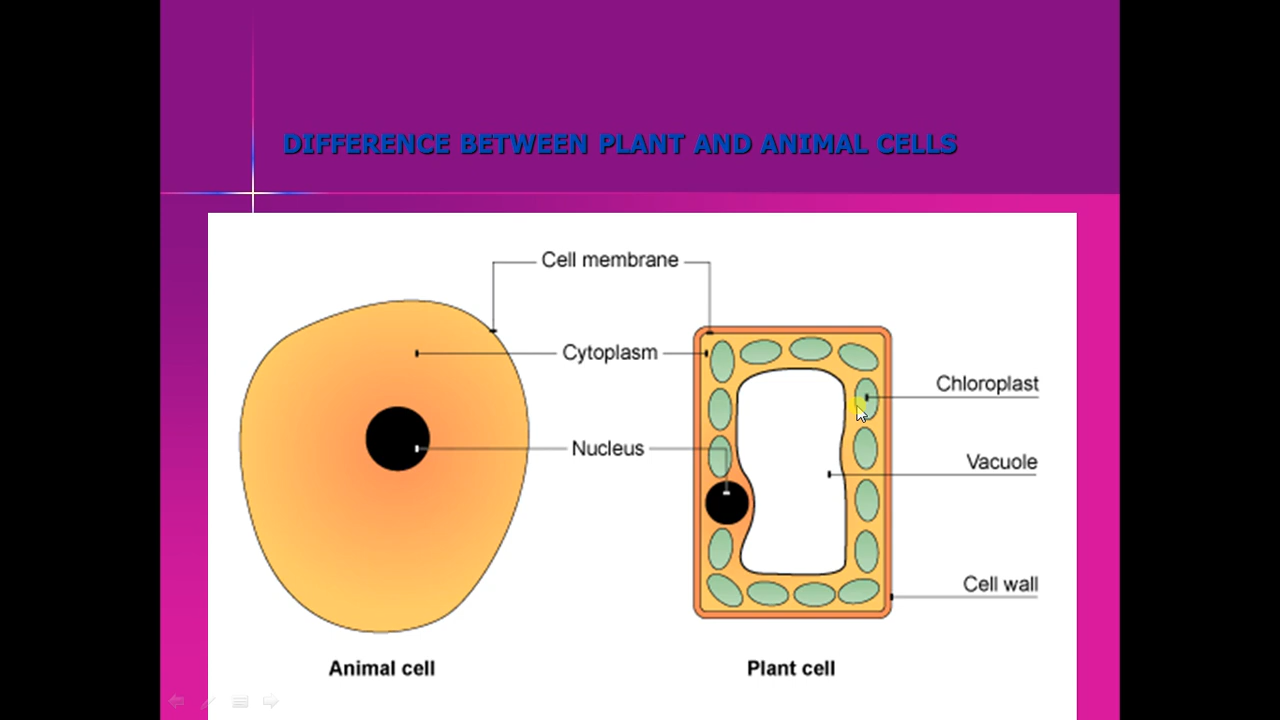 DIFFERENCE BETWEEN PLANT AND ANIMAL CELLS
Cell membrane
Cytoplasm
Chloroplast
Nucleus
Vacuole
Cell wall
Animal cell
Plant cell